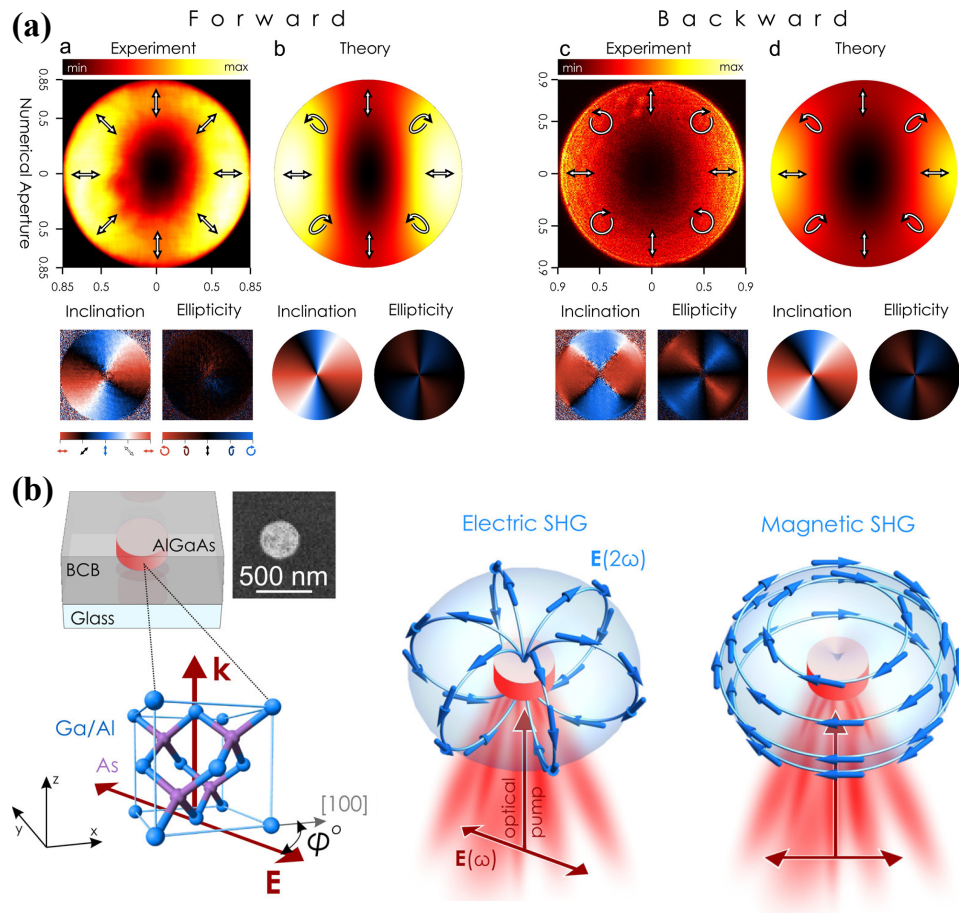 (a)
Forward
Backward
a Experiment b Theory
c Experiment d Theory
min max
min max
Numerical Aperture
0.85 0.5 0 0.5 0.85
0.85 0.5 0 0.5 0.85
0.9 0.5 0 0.5 0.9
0.9 0.5 0 0.5 0.9
Inclination Ellipticity Inclination Ellipticity
Inclination Ellipticity Inclination Ellipticity
(b)
AlGaAs
BCB
Glass
500 nm
k
Ga/Al
As
[100]
φ°
E
z
y
x
Electric SHG
E(2ω)
optical
pump
E(ω)
Magnetic SHG